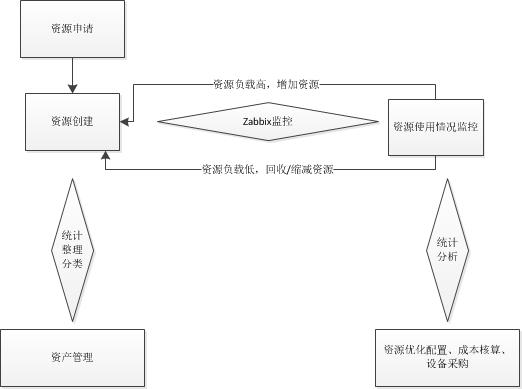 资源申请
资源负载高，增加资源
资源创建
Zabbix监控
资源使用情况监控
资源负载低，回收/缩减资源
统计
整理
分类
统计
分析
资产管理
资源优化配置、成本核算、
设备采购